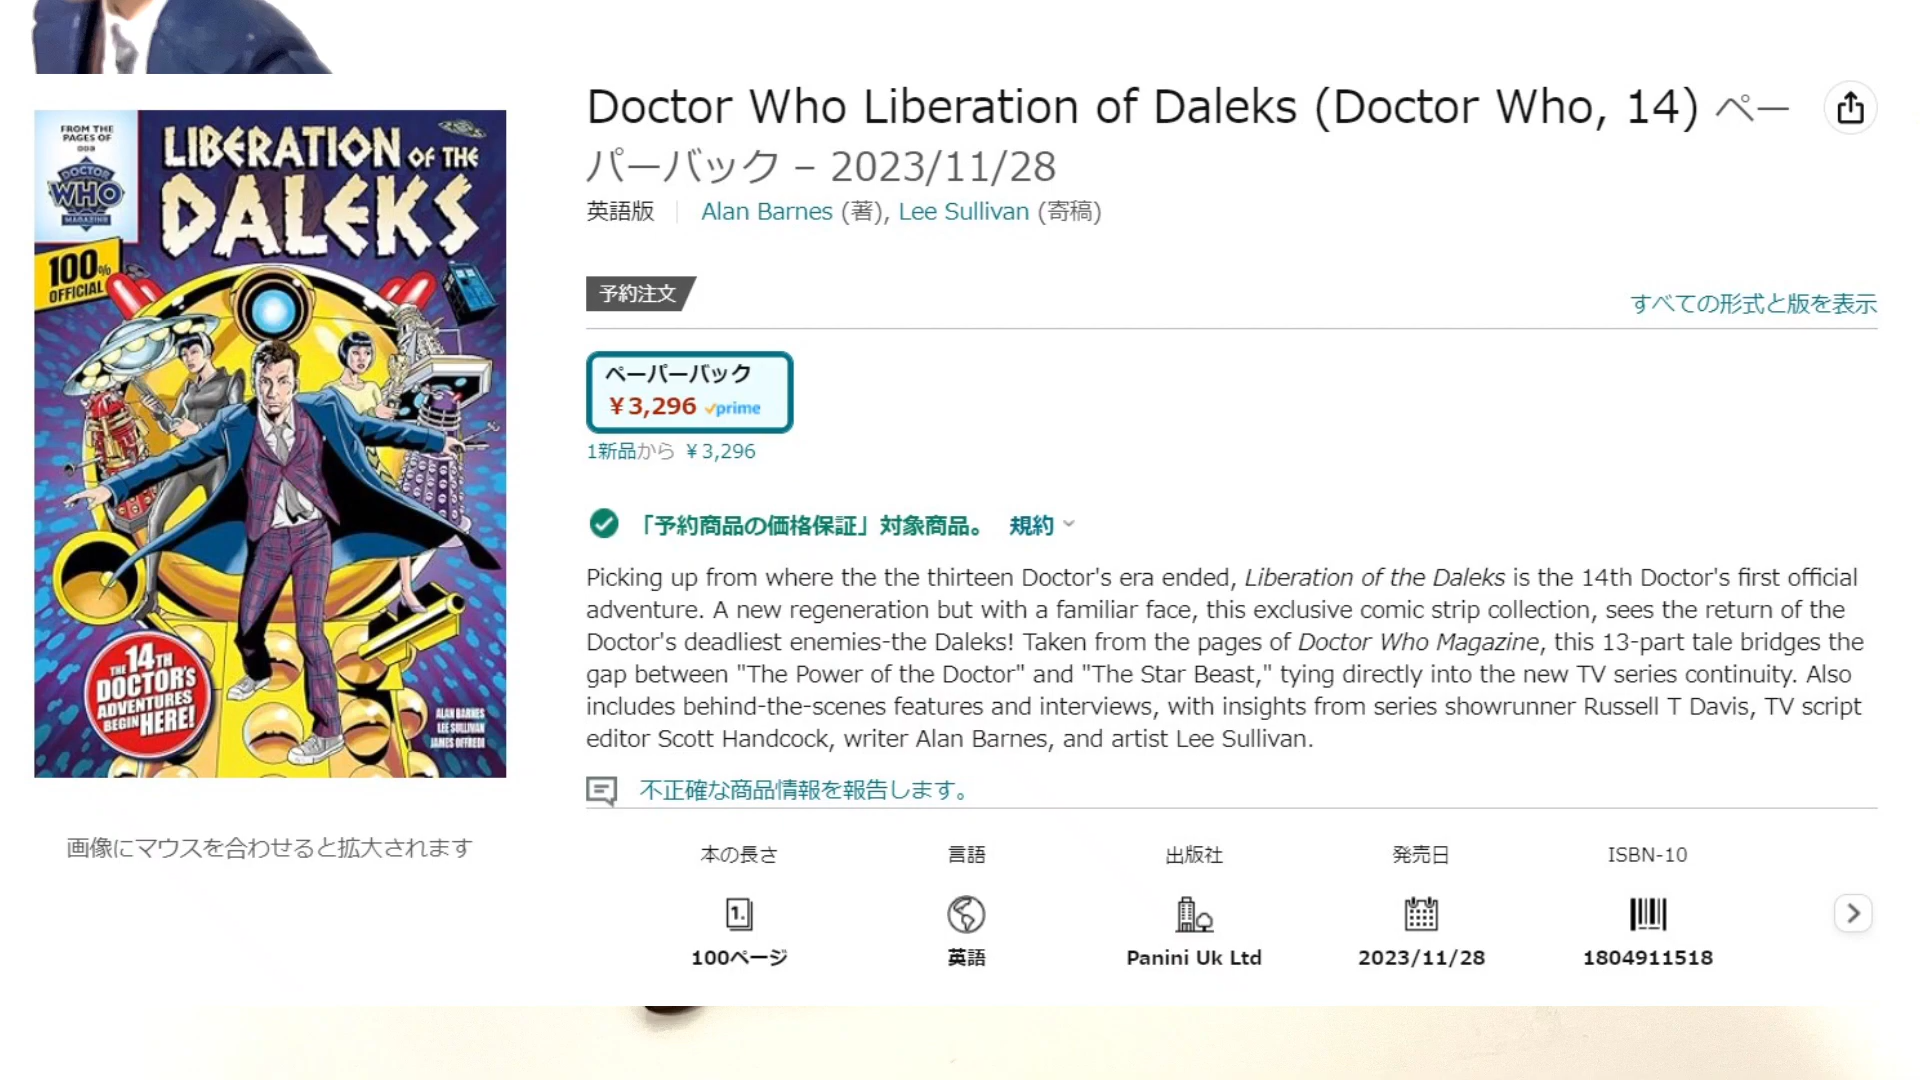 FROM THE
PAGES OF
DOCTOR
WHO
MAGAZINE
LIBERATION OF THE
DALEKS
100%
OFFICIAL
THE 14TH
DOCTOR'S
ADVENTURES
BEGIN HERE!
ALAN BARNES
LEE SULLIVAN
JAMES OFFREDI
画像にマウスを合わせると拡大されます
Doctor Who Liberation of Daleks (Doctor Who, 14) ペー
パーバック – 2023/11/28
英語版 Alan Barnes (著), Lee Sullivan (寄稿)
予約注文
すべての形式と版を表示
ペーパーバック
￥3,296 prime
1新品から ￥3,296
「予約商品の価格保証」対象商品。 規約
Picking up from where the the thirteen Doctor's era ended, Liberation of the Daleks is the 14th Doctor's first official
adventure. A new regeneration but with a familiar face, this exclusive comic strip collection, sees the return of the
Doctor's deadliest enemies-the Daleks! Taken from the pages of Doctor Who Magazine, this 13-part tale bridges the
gap between "The Power of the Doctor" and "The Star Beast," tying directly into the new TV series continuity. Also
includes behind-the-scenes features and interviews, with insights from series showrunner Russell T Davis, TV script
editor Scott Handcock, writer Alan Barnes, and artist Lee Sullivan.
不正確な商品情報を報告します。
本の長さ 言語 出版社 発売日 ISBN-10
1.
100ページ 英語 Panini Uk Ltd 2023/11/28 1804911518